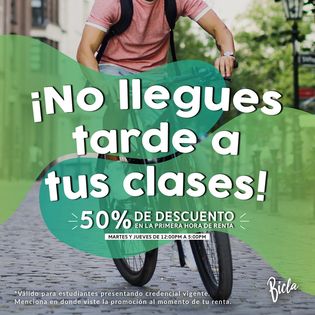 ¡No llegues
tarde a
tus clases!
50% DE DESCUENTO
EN LA PRIMERA HORA DE RENTA
MARTES Y JUEVES DE 12:00PM A 5:00PM
Bicla
*Válido para estudiantes presentando credencial vigente.
Menciona en donde viste la promoción al momento de tu renta.